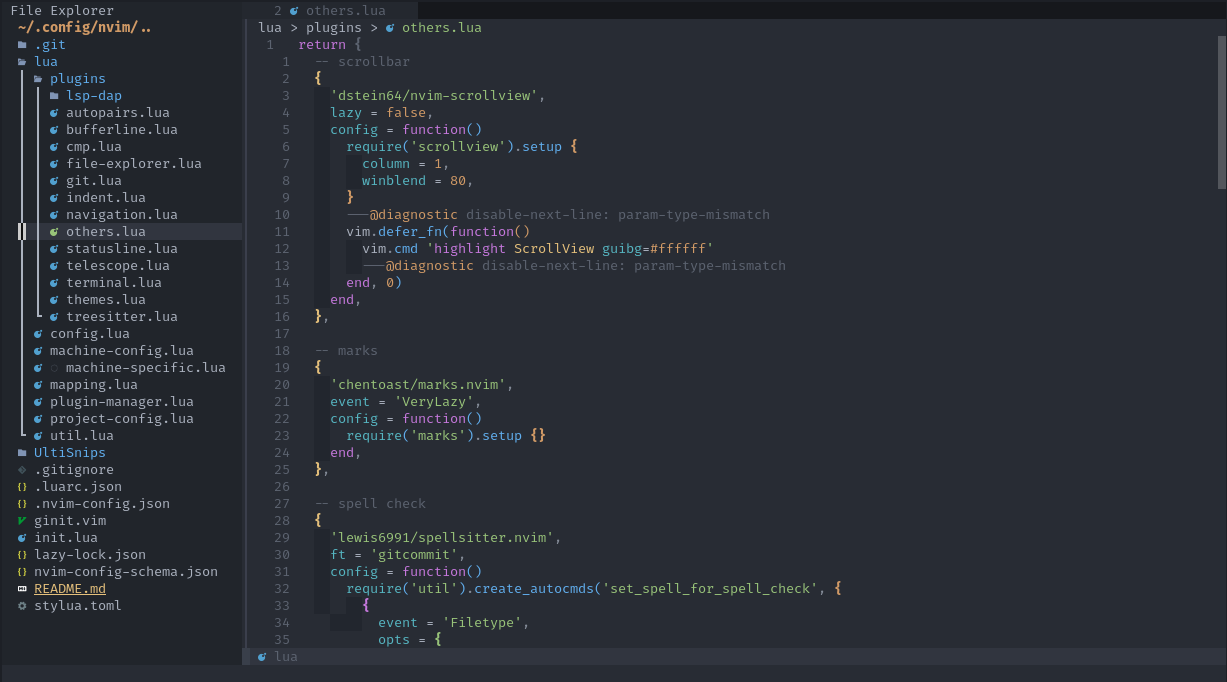 File Explorer
~/.config/nvim/..
.git
lua
plugins
lsp-dap
autopairs.lua
bufferline.lua
cmp.lua
file-explorer.lua
git.lua
indent.lua
navigation.lua
others.lua
statusline.lua
telescope.lua
terminal.lua
themes.lua
treesitter.lua
config.lua
machine-config.lua
machine-specific.lua
mapping.lua
plugin-manager.lua
project-config.lua
util.lua
UltiSnips
.gitignore
.luarc.json
.nvim-config.json
ginit.vim
init.lua
lazy-lock.json
nvim-config-schema.json
README.md
stylua.toml
2 others.lua
lua > plugins > others.lua
1 return {
1 -- scrollbar
2 {
3 'dstein64/nvim-scrollview',
4 lazy = false,
5 config = function()
6 require('scrollview').setup {
7 column = 1,
8 winblend = 80,
9 }
10 ---@diagnostic disable-next-line: param-type-mismatch
11 vim.defer_fn(function()
12 vim.cmd 'highlight ScrollView guibg=#ffffff'
13 ---@diagnostic disable-next-line: param-type-mismatch
14 end, 0)
15 end,
16 },
17
18 -- marks
19 {
20 'chentoast/marks.nvim',
21 event = 'VeryLazy',
22 config = function()
23 require('marks').setup {}
24 end,
25 },
26
27 -- spell check
28 {
29 'lewis6991/spellsitter.nvim',
30 ft = 'gitcommit',
31 config = function()
32 require('util').create_autocmds('set_spell_for_spell_check', {
33 {
34 event = 'Filetype',
35 opts = {
lua